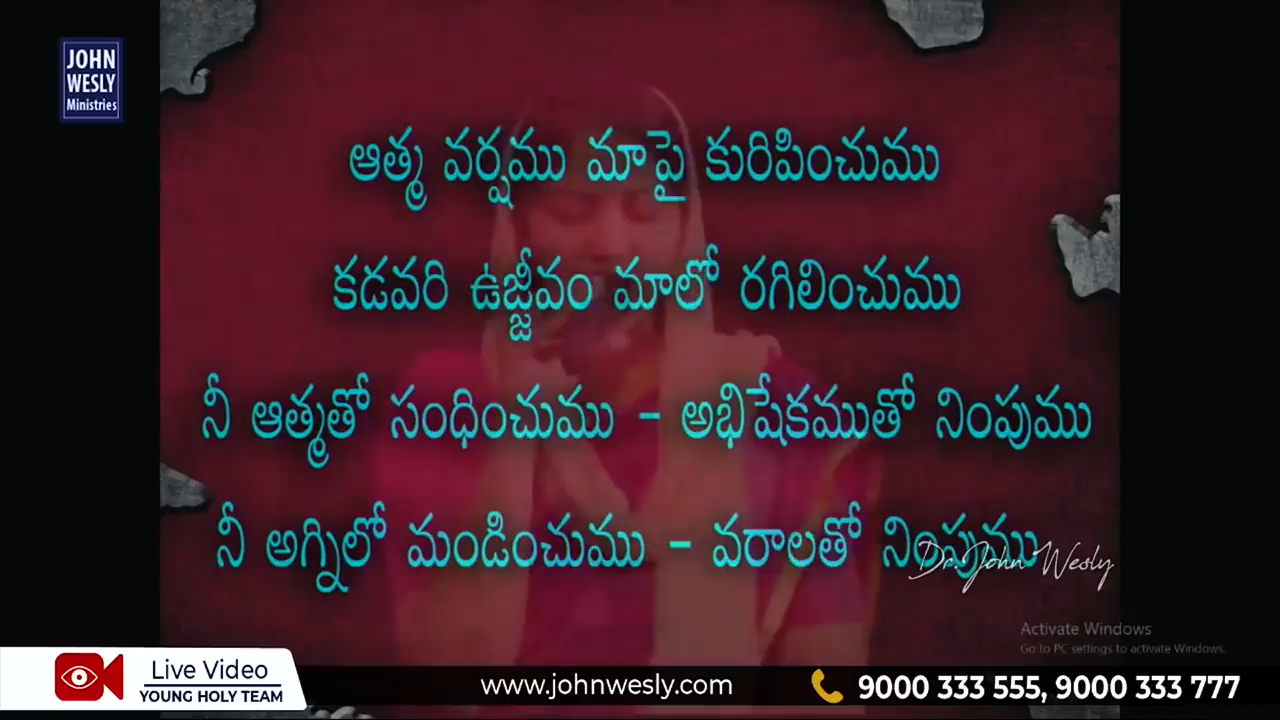 JOHN
WESLY
Ministries
ఆత్మ వర్షము మాపై కురిపించుము
కడవరి ఉజ్జీవం మాలో రగిలించుము
నీ ఆత్మతో సంధించుము - అభిషేకముతో నింపుము
నీ అగ్నిలో మండించుము - వరాలతో నింపుము
Dr. John Wesly
Activate Windows
Go to PC settings to activate Windows.
Live Video
YOUNG HOLY TEAM
www.johnwesly.com
9000 333 555, 9000 333 777